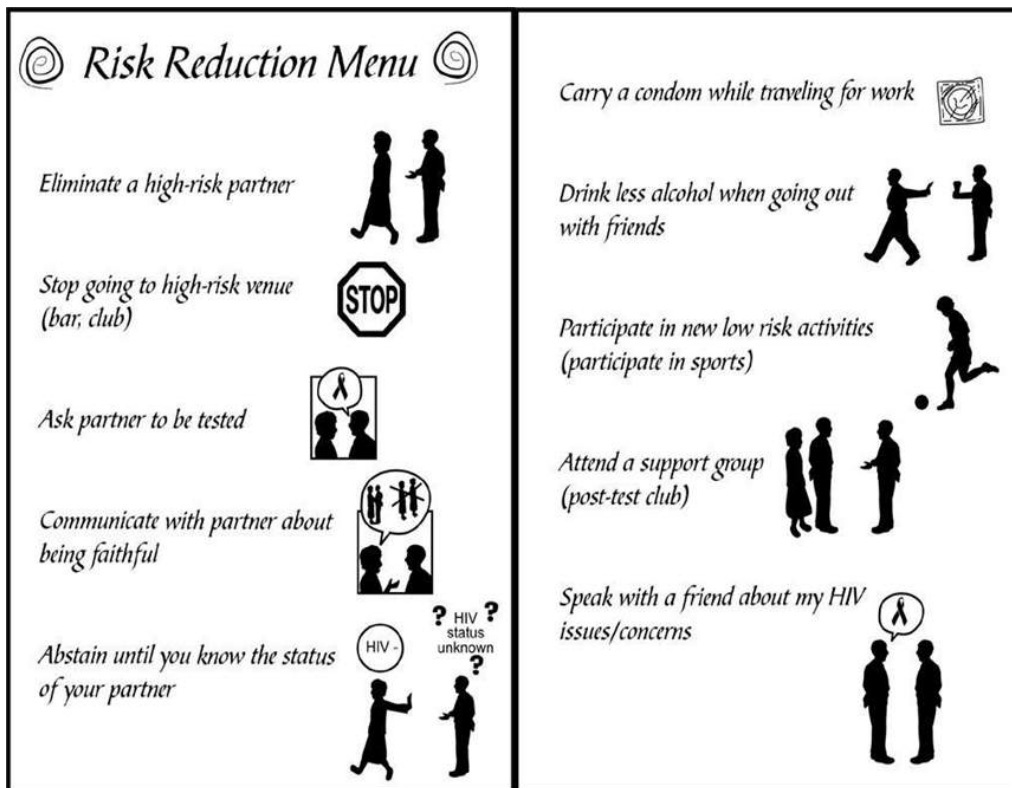 Risk Reduction Menu
Eliminate a high-risk partner
Stop going to high-risk venue
(bar, club)
STOP
Ask partner to be tested
Communicate with partner about
being faithful
Abstain until you know the status
of your partner
HIV -
? HIV ?
status
unknown
?
Carry a condom while traveling for work
Drink less alcohol when going out
with friends
Participate in new low risk activities
(participate in sports)
Attend a support group
(post-test club)
Speak with a friend about my HIV
issues/concerns